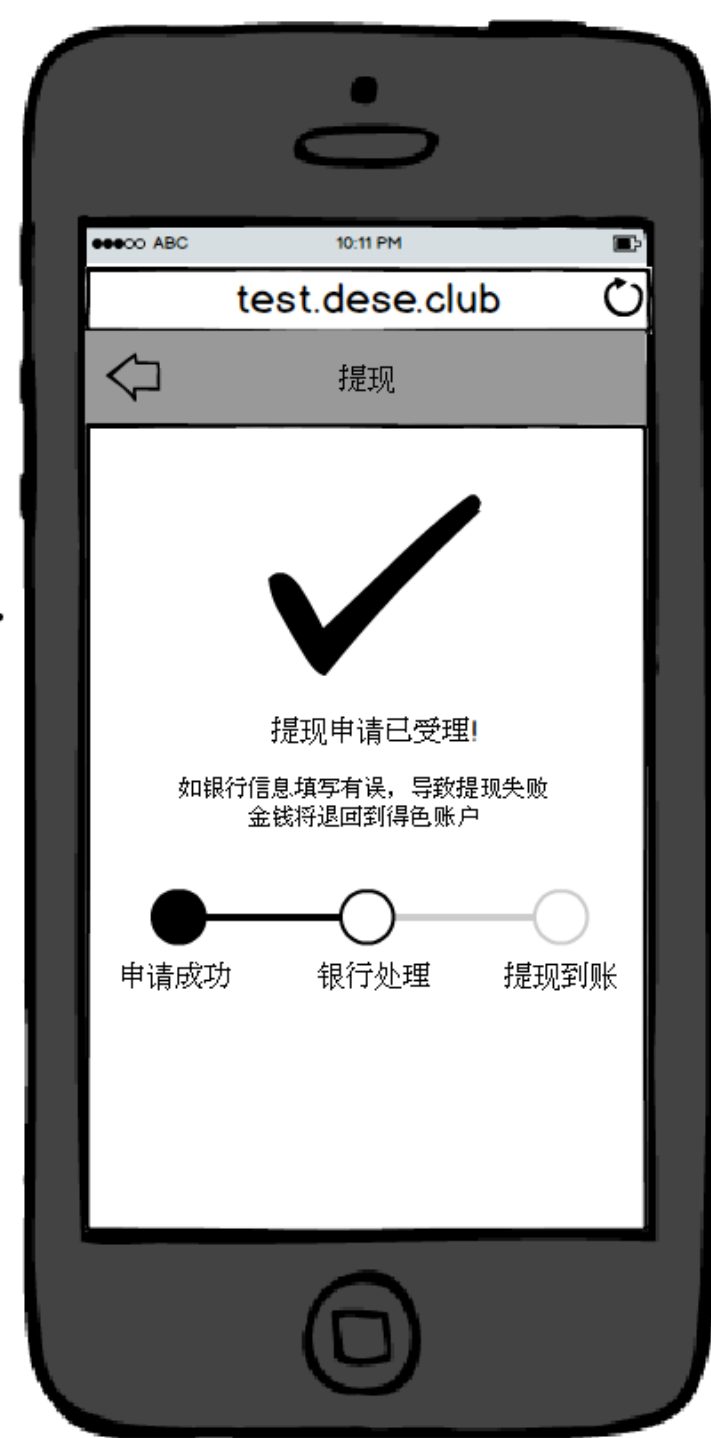 ABC 10:11 PM
test.dese.club
提现
提现申请已受理!
如银行信息填写有误，导致提现失败
金钱将退回到得色账户
申请成功 银行处理 提现到账